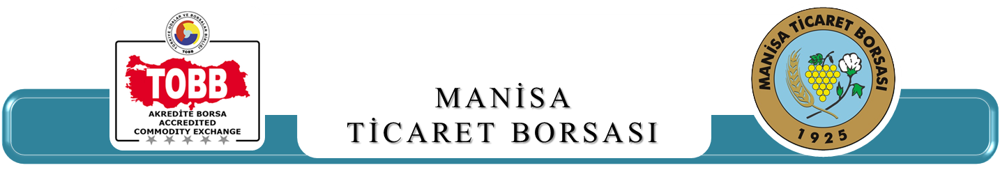 TÜRKİYE ODALAR VE BORSALAR BİRLİĞİ
TOBB
TOBB
AKREDİTE BORSA
ACCREDITED
COMMODITY EXCHANGE
MANİSA
TİCARET BORSASI
MANİSA TİCARET BORSASI
1925